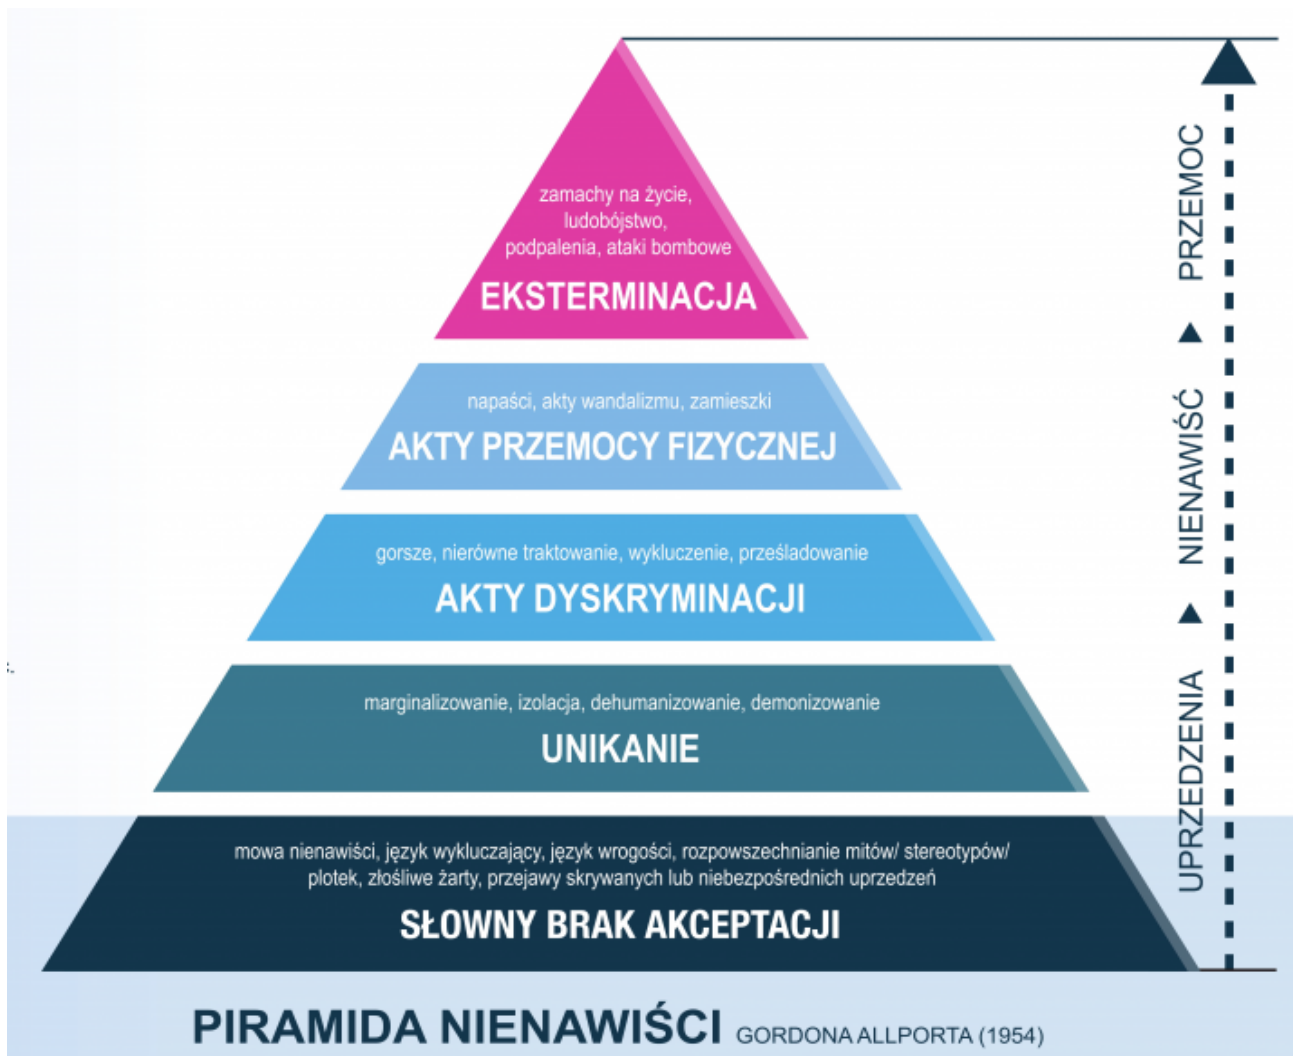 zamachy na życie,
ludobójstwo,
podpalenia, ataki bombowe
EKSTERMINACJA
napaści, akty wandalizmu, zamieszki
AKTY PRZEMOCY FIZYCZNEJ
gorsze, nierówne traktowanie, wykluczenie, prześladowanie
AKTY DYSKRYMINACJI
marginalizowanie, izolacja, dehumanizowanie, demonizowanie
UNIKANIE
mowa nienawiści, język wykluczający, język wrogości, rozpowszechnianie mitów/ stereotypów/
plotek, złośliwe żarty, przejawy skrywanych lub niebezpośrednich uprzedzeń
SŁOWNY BRAK AKCEPTACJI
UPRZEDZENIA ▶ NIENAWIŚĆ ▶ PRZEMOC
PIRAMIDA NIENAWIŚCI GORDONA ALLPORTA (1954)